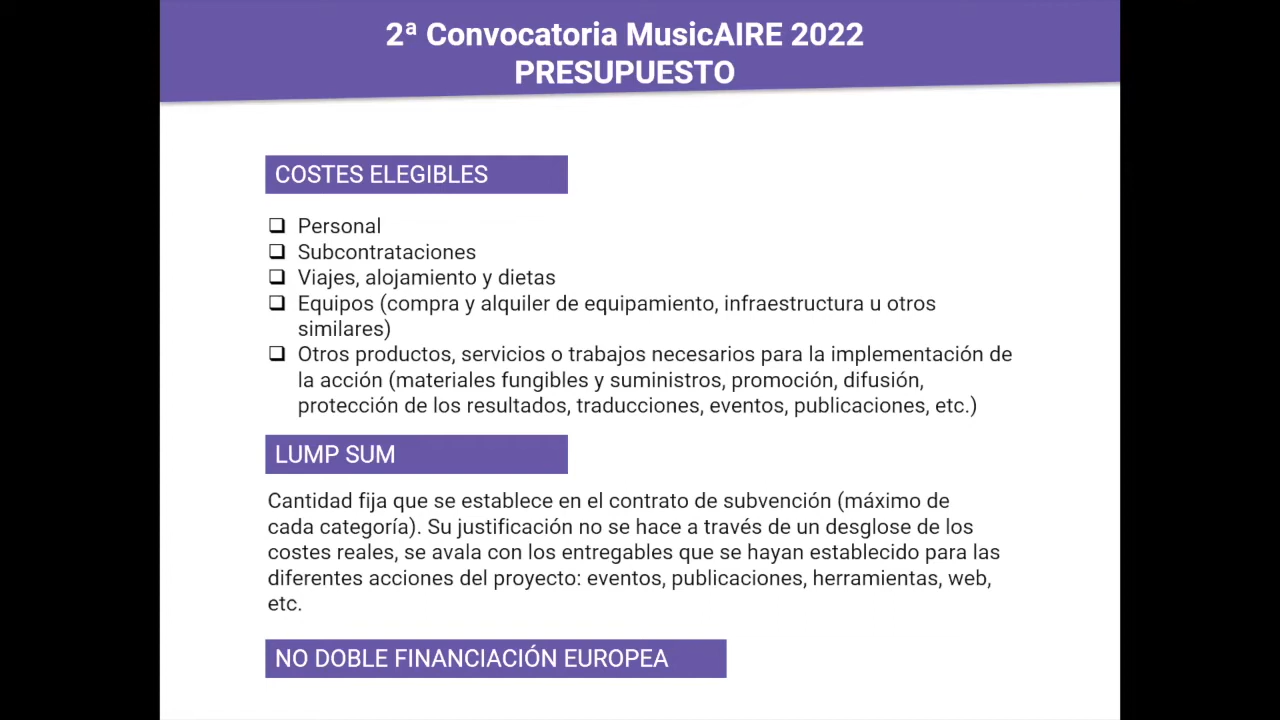 2ª Convocatoria MusicAIRE 2022
PRESUPUESTO
COSTES ELEGIBLES
❑ Personal
❑ Subcontrataciones
❑ Viajes, alojamiento y dietas
❑ Equipos (compra y alquiler de equipamiento, infraestructura u otros
similares)
❑ Otros productos, servicios o trabajos necesarios para la implementación de
la acción (materiales fungibles y suministros, promoción, difusión,
protección de los resultados, traducciones, eventos, publicaciones, etc.)
LUMP SUM
Cantidad fija que se establece en el contrato de subvención (máximo de
cada categoría). Su justificación no se hace a través de un desglose de los
costes reales, se avala con los entregables que se hayan establecido para las
diferentes acciones del proyecto: eventos, publicaciones, herramientas, web,
etc.
NO DOBLE FINANCIACIÓN EUROPEA